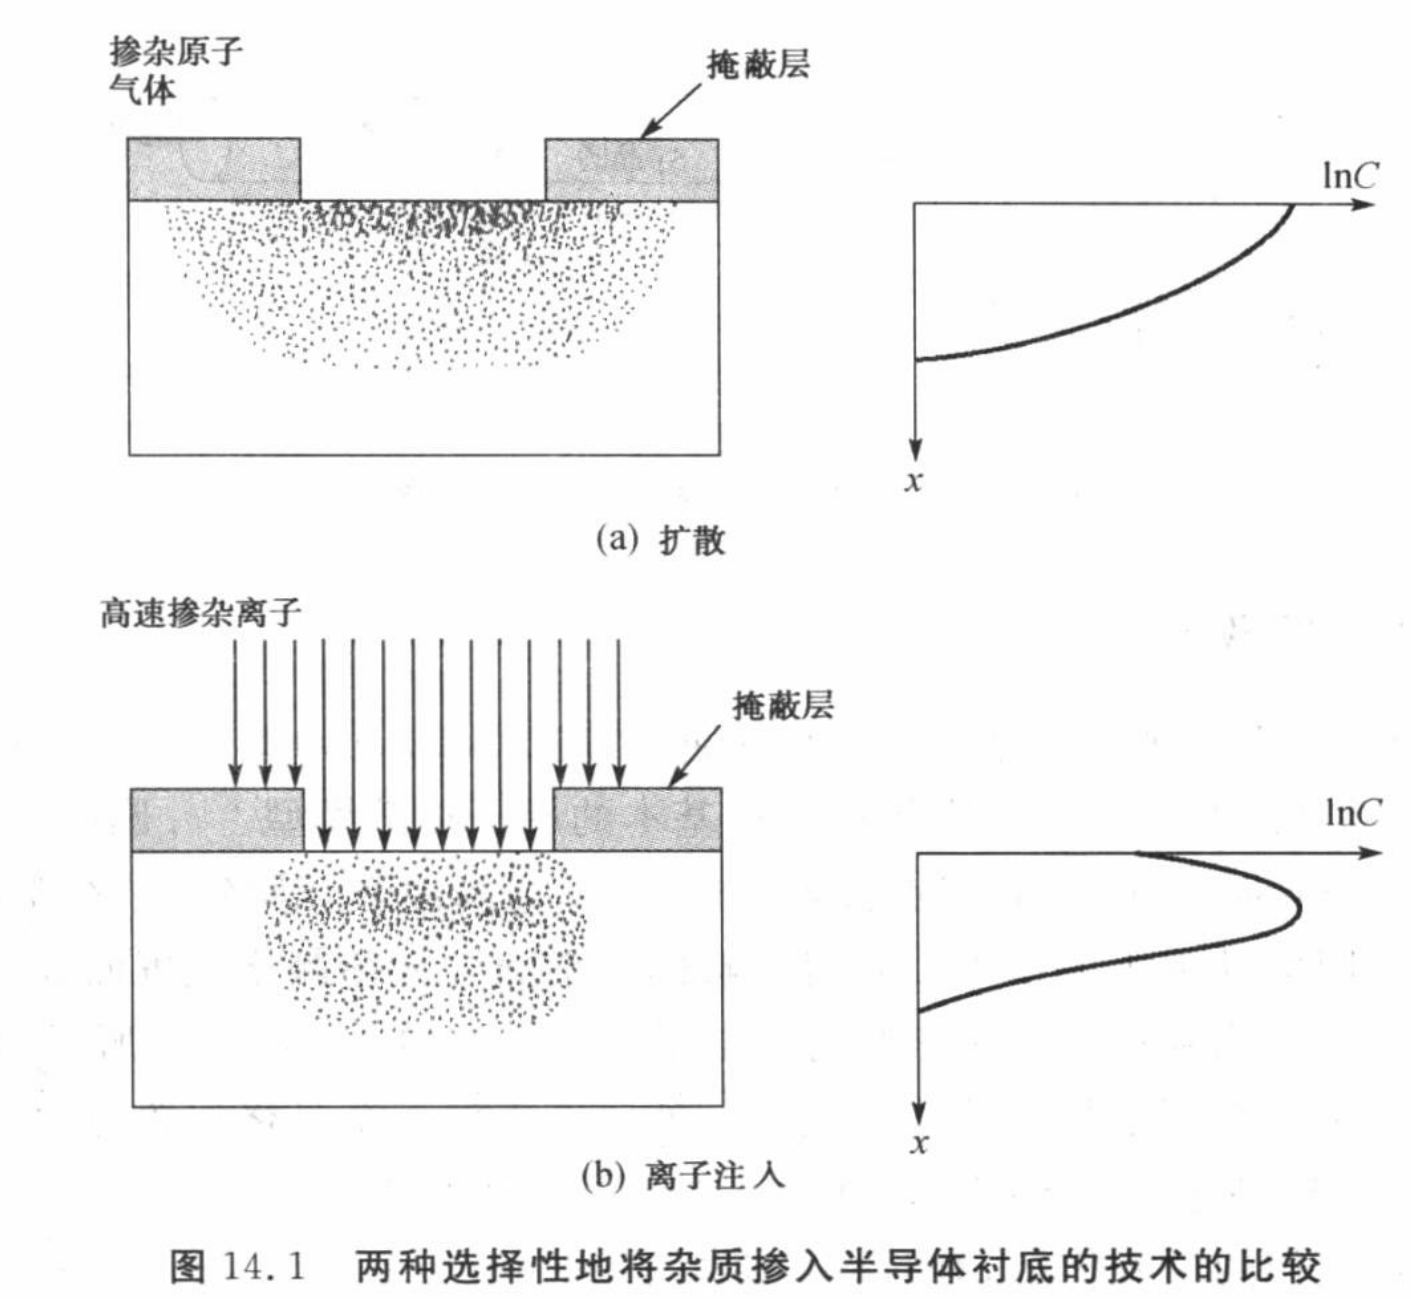 掺杂原子
气体
掩蔽层
lnC
x
(a) 扩散
高速掺杂离子
掩蔽层
lnC
x
(b) 离子注入
图 14.1 两种选择性地将杂质掺入半导体衬底的技术的比较